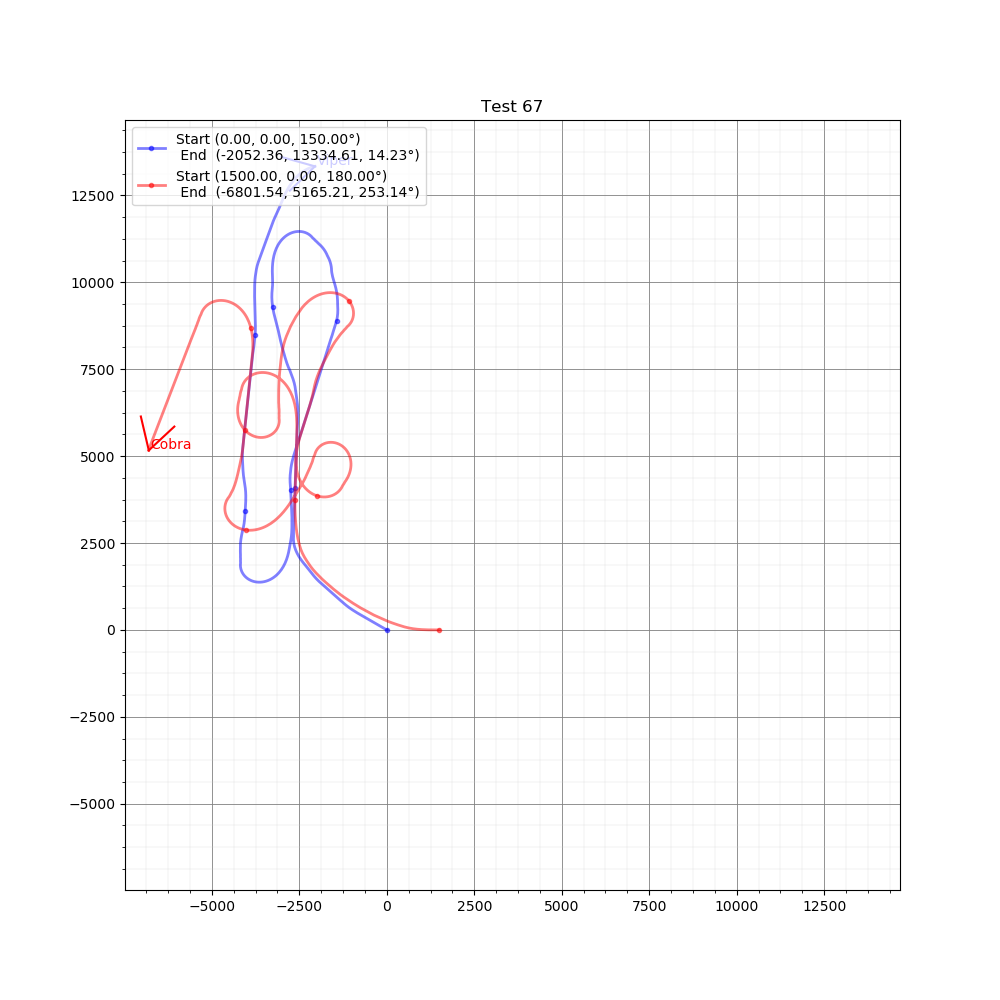 Test 67
Start (0.00, 0.00, 150.00°)
End  (-2052.36, 13334.61, 14.23°)
Start (1500.00, 0.00, 180.00°)
End  (-6801.54, 5165.21, 253.14°)
Viper
Cobra
12500
10000
7500
5000
2500
0
−2500
−5000
−5000
−2500
0
2500
5000
7500
10000
12500